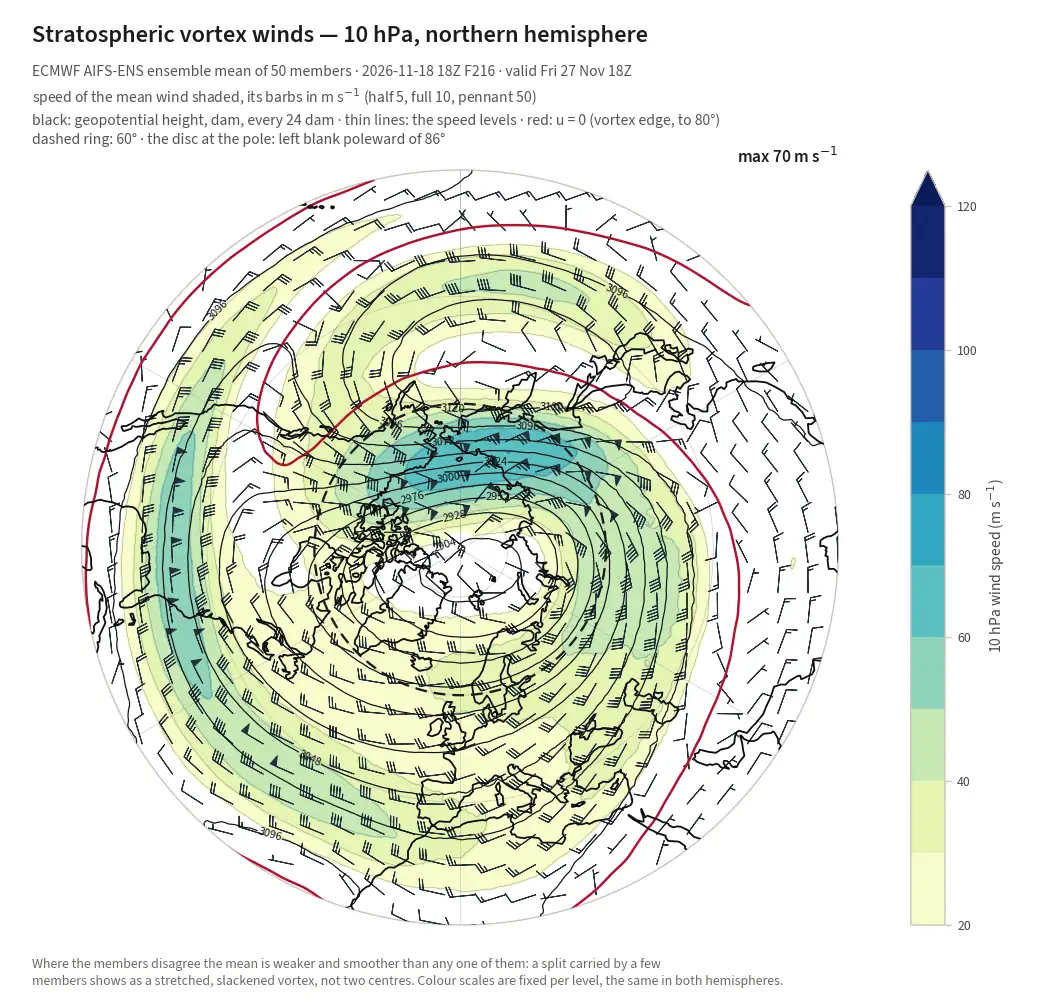 Stratospheric vortex winds — 10 hPa, northern hemisphere
ECMWF AIFS-ENS ensemble mean of 50 members · 2026-11-18 18Z F216 · valid Fri 27 Nov 18Z
speed of the mean wind shaded, its barbs in m s⁻¹ (half 5, full 10, pennant 50)
black: geopotential height, dam, every 24 dam · thin lines: the speed levels · red: u = 0 (vortex edge, to 80°)
dashed ring: 60° · the disc at the pole: left blank poleward of 86°
max 70 m s⁻¹
120
100
80
60
40
20
10 hPa wind speed (m s⁻¹)
3096
3096
3120
3096
3000
2976
2928
3096
Where the members disagree the mean is weaker and smoother than any one of them: a split carried by a few
members shows as a stretched, slackened vortex, not two centres. Colour scales are fixed per level, the same in both hemispheres.